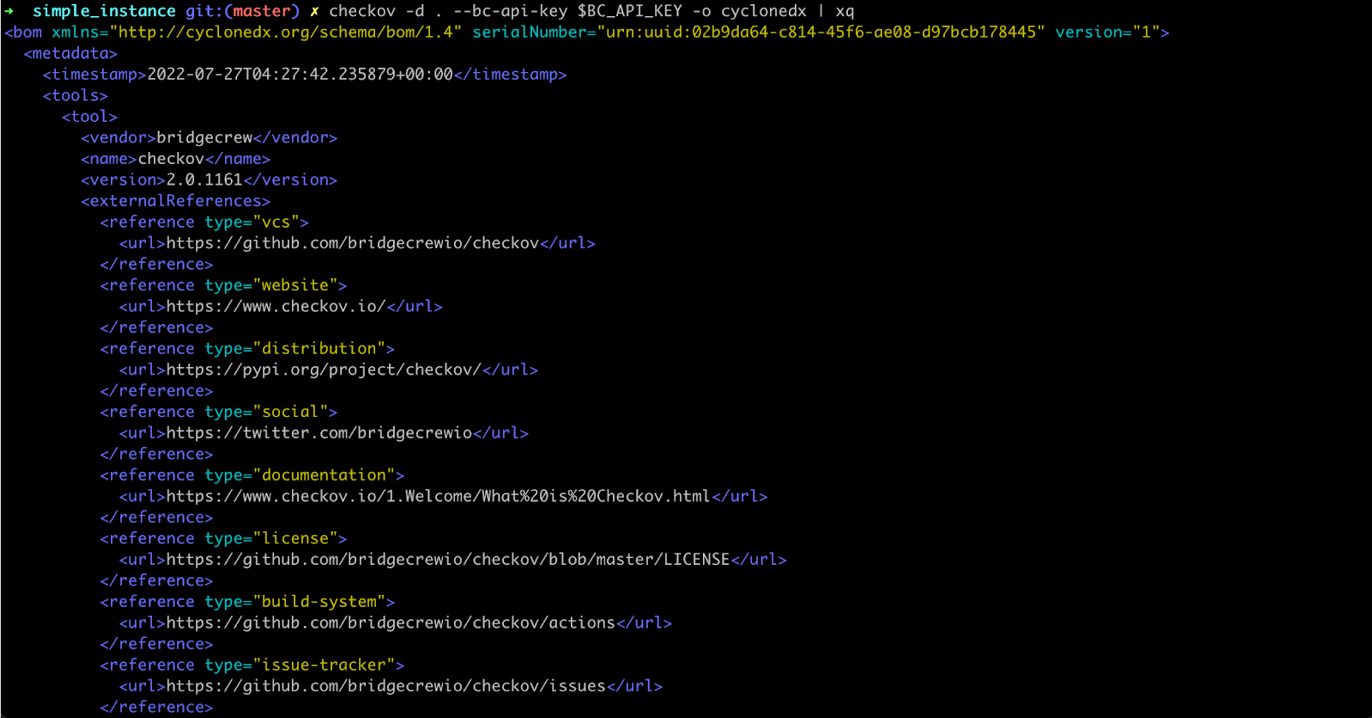 ➜  simple_instance git:(master) ✗ checkov -d . --bc-api-key $BC_API_KEY -o cyclonedx | xq
<bom xmlns="http://cyclonedx.org/schema/bom/1.4" serialNumber="urn:uuid:02b9da64-c814-45f6-ae08-d97bcb178445" version="1">
  <metadata>
    <timestamp>2022-07-27T04:27:42.235879+00:00</timestamp>
    <tools>
      <tool>
        <vendor>bridgecrew</vendor>
        <name>checkov</name>
        <version>2.0.1161</version>
        <externalReferences>
          <reference type="vcs">
            <url>https://github.com/bridgecrewio/checkov</url>
          </reference>
          <reference type="website">
            <url>https://www.checkov.io/</url>
          </reference>
          <reference type="distribution">
            <url>https://pypi.org/project/checkov/</url>
          </reference>
          <reference type="social">
            <url>https://twitter.com/bridgecrewio</url>
          </reference>
          <reference type="documentation">
            <url>https://www.checkov.io/1.Welcome/What%20is%20Checkov.html</url>
          </reference>
          <reference type="license">
            <url>https://github.com/bridgecrewio/checkov/blob/master/LICENSE</url>
          </reference>
          <reference type="build-system">
            <url>https://github.com/bridgecrewio/checkov/actions</url>
          </reference>
          <reference type="issue-tracker">
            <url>https://github.com/bridgecrewio/checkov/issues</url>
          </reference>